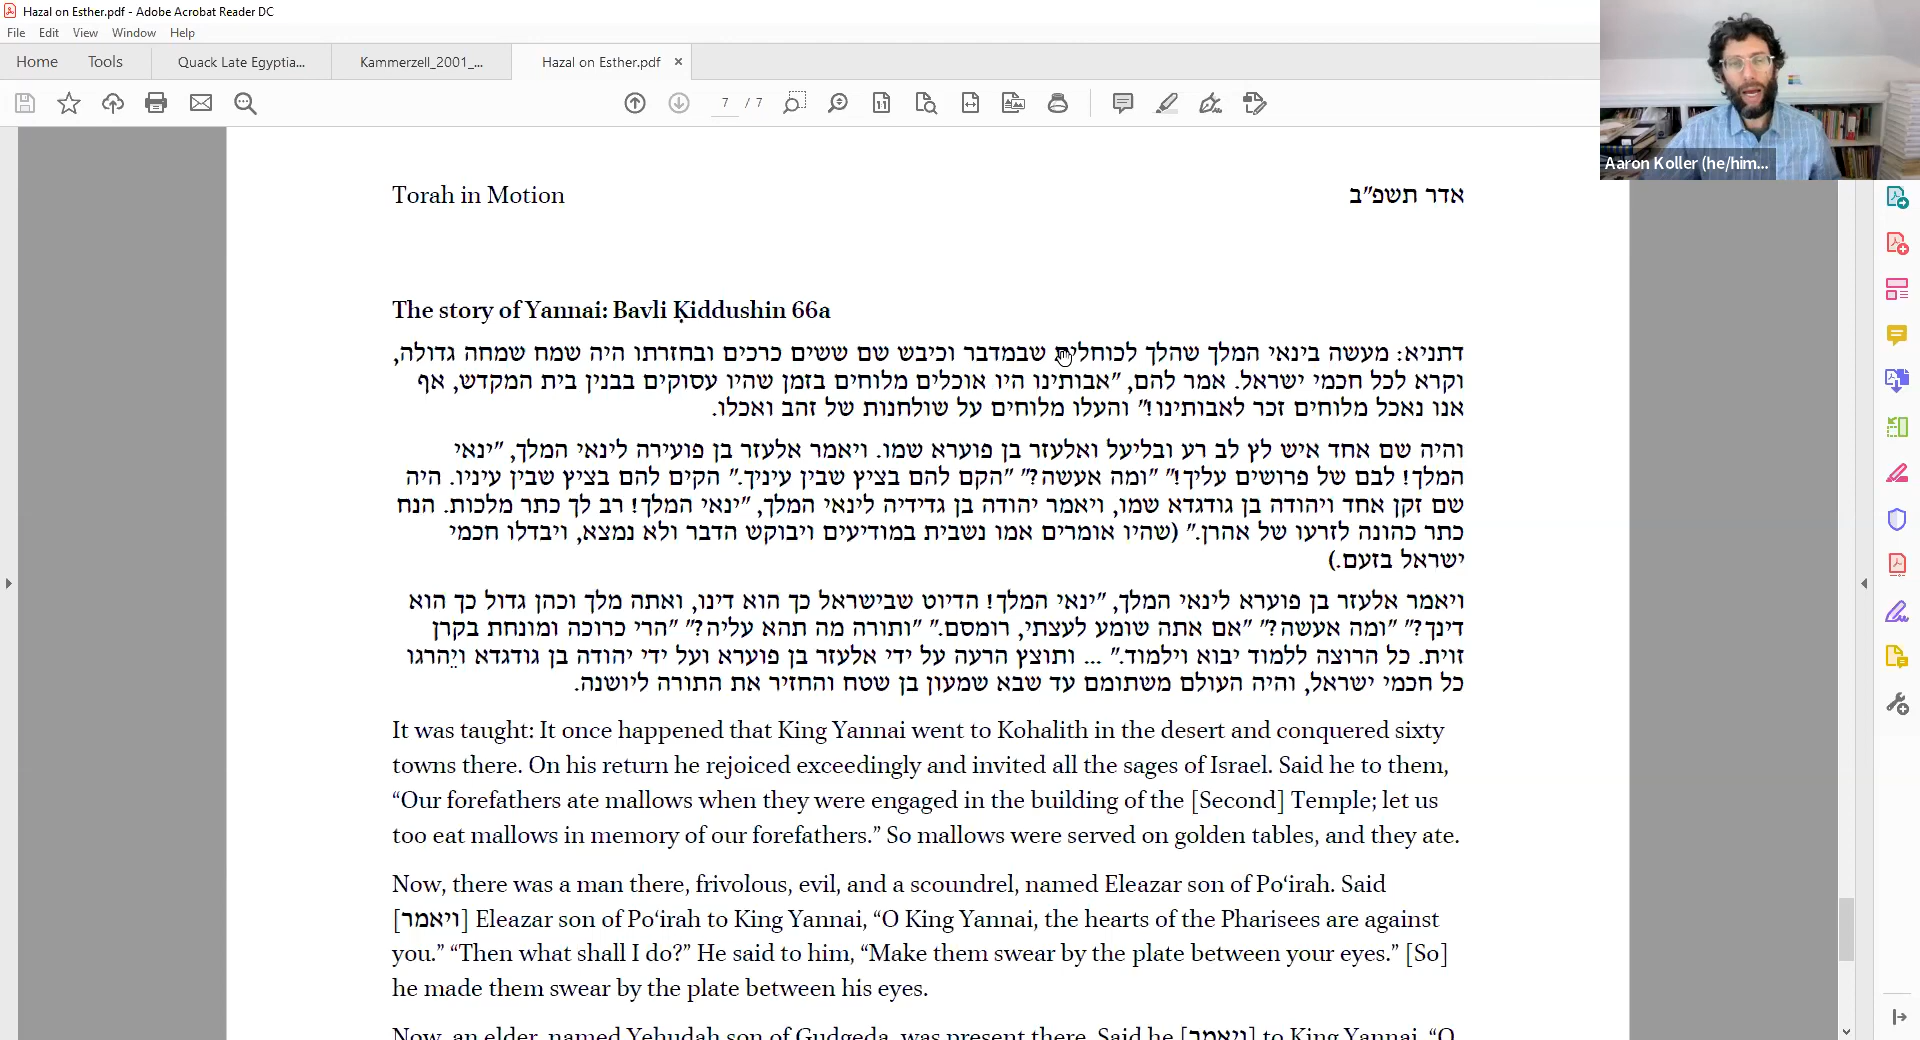 Hazal on Esther.pdf - Adobe Acrobat Reader DC
File Edit View Window Help
Home Tools Quack Late Egyptia... Kammerzell_2001_... Hazal on Esther.pdf ×
7 / 7
Aaron Koller (he/him...
Torah in Motion אדר תשפ״ב
The story of Yannai: Bavli Ḳiddushin 66a
דתניא: מעשה בינאי המלך שהלך לכוחלית שבמדבר וכיבש שם ששים כרכים ובחזרתו היה שמח שמחה גדולה,
וקרא לכל חכמי ישראל. אמר להם, ״אבותינו היו אוכלים מלוחים בזמן שהיו עסוקים בבנין בית המקדש, אף
אנו נאכל מלוחים זכר לאבותינו!״ והעלו מלוחים על שולחנות של זהב ואכלו.
והיה שם אחד איש לץ לב רע ובליעל ואלעזר בן פוערא שמו. ויאמר אלעזר בן פועירה לינאי המלך, ״ינאי
המלך! לבם של פרושים עליך!״ ״ומה אעשה?״ ״הקם להם בציץ שבין עיניך.״ הקים להם בציץ שבין עיניו. היה
שם זקן אחד ויהודה בן גודגדא שמו, ויאמר יהודה בן גדידיה לינאי המלך, ״ינאי המלך! רב לך כתר מלכות. הנח
כתר כהונה לזרעו של אהרן.״ (שהיו אומרים אמו נשבית במודיעים ויבוקש הדבר ולא נמצא, ויבדלו חכמי
ישראל בזעם.)
ויאמר אלעזר בן פוערא לינאי המלך, ״ינאי המלך! הדיוט שבישראל כך הוא דינו, ואתה מלך וכהן גדול כך הוא
דינך?״ ״ומה אעשה?״ ״אם אתה שומע לעצתי, רומסם.״ ״ותורה מה תהא עליה?״ ״הרי כרוכה ומונחת בקרן
זוית. כל הרוצה ללמוד יבוא וילמוד.״ ... ותוצץ הרעה על ידי אלעזר בן פוערא ועל ידי יהודה בן גודגדא ויֵהרגו
כל חכמי ישראל, והיה העולם משתומם עד שבא שמעון בן שטח והחזיר את התורה ליושנה.
It was taught: It once happened that King Yannai went to Kohalith in the desert and conquered sixty
towns there. On his return he rejoiced exceedingly and invited all the sages of Israel. Said he to them,
“Our forefathers ate mallows when they were engaged in the building of the [Second] Temple; let us
too eat mallows in memory of our forefathers.” So mallows were served on golden tables, and they ate.
Now, there was a man there, frivolous, evil, and a scoundrel, named Eleazar son of Po‘irah. Said
[ויאמר] Eleazar son of Po‘irah to King Yannai, “O King Yannai, the hearts of the Pharisees are against
you.” “Then what shall I do?” He said to him, “Make them swear by the plate between your eyes.” [So]
he made them swear by the plate between his eyes.
Now, an elder, named Yehudah son of Gudgeda, was present there. Said he [ויאמר] to King Yannai, “O